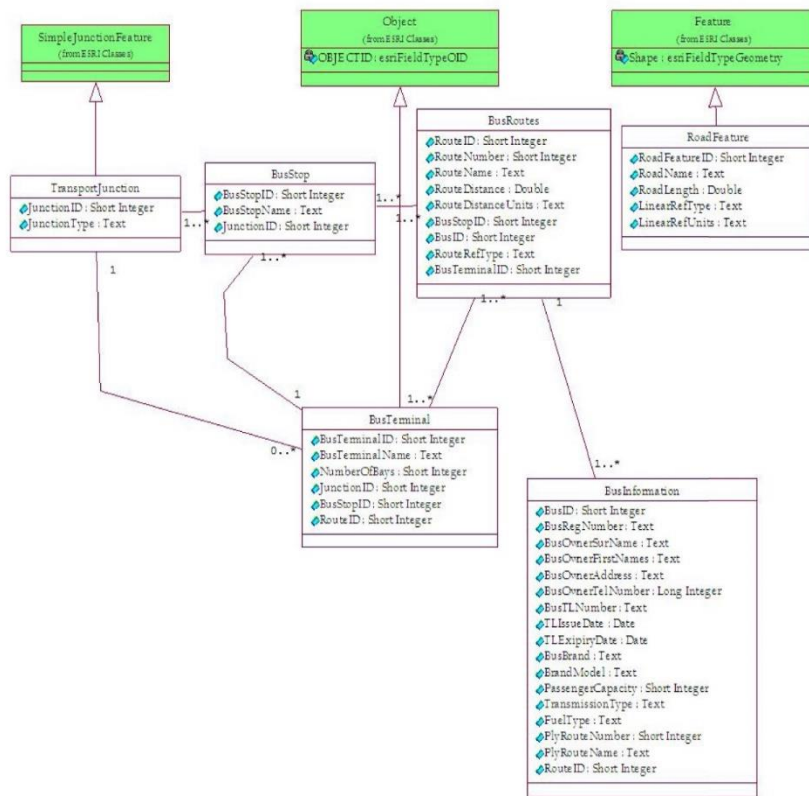 SimpleJunctionFeature
(from ESRI Classes)
Object
(from ESRI Classes)
OBJECTID : esriFieldTypeOID
Feature
(from ESRI Classes)
Shape : esriFieldTypeGeometry
TransportJunction
JunctionID : Short Integer
JunctionType : Text
BusStop
BusStopID : Short Integer
BusStopName : Text
JunctionID : Short Integer
BusRoutes
RouteID : Short Integer
RouteNumber : Short Integer
RouteName : Text
RouteDistance : Double
RouteDistanceUnits : Text
BusStopID : Short Integer
BusID : Short Integer
RouteRefType : Text
BusTerminalID : Short Integer
RoadFeature
RoadFeatureID : Short Integer
RoadName : Text
RoadLength : Double
LinearRefType : Text
LinearRefUnits : Text
1..*
1..*
1..*
1
1..*
1..*
1
1
1..*
0..*
1..*
BusTerminal
BusTerminalID : Short Integer
BusTerminalName : Text
NumberOfBays : Short Integer
JunctionID : Short Integer
BusStopID : Short Integer
RouteID : Short Integer
BusInformation
BusID : Short Integer
BusRegNumber : Text
BusOwnerSurName : Text
BusOwnerFirstNames : Text
BusOwnerAddress : Text
BusOwnerTelNumber : Long Integer
BusTLNumber : Text
TLIssueDate : Date
TLExipiryDate : Date
BusBrand : Text
BrandModel : Text
PassengerCapacity : Short Integer
TransmissionType : Text
FuelType : Text
PlyRouteNumber : Short Integer
PlyRouteName : Text
RouteID : Short Integer